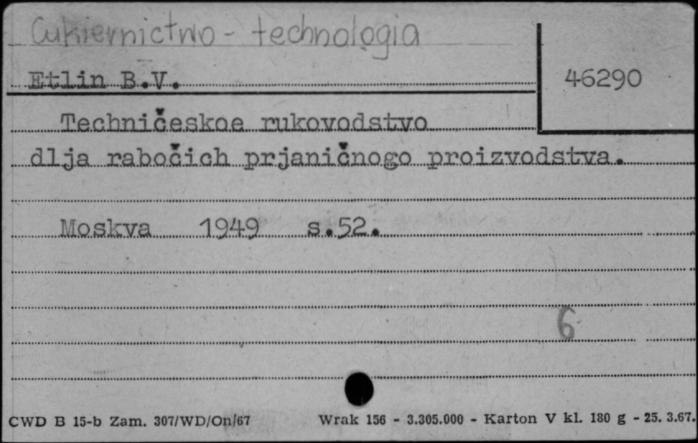 Cukiernictwo - technologia
Etlin B.V.
46290
Techničeskoe rukovodstvo
dlja rabočich prjaničnogo proizvodstva.
Moskva 1949 s.52.
6
CWD B 15-b Zam. 307/WD/Op/67 Wrak 156 - 3.305.000 - Karton V kl. 180 g - 25. 3.67.